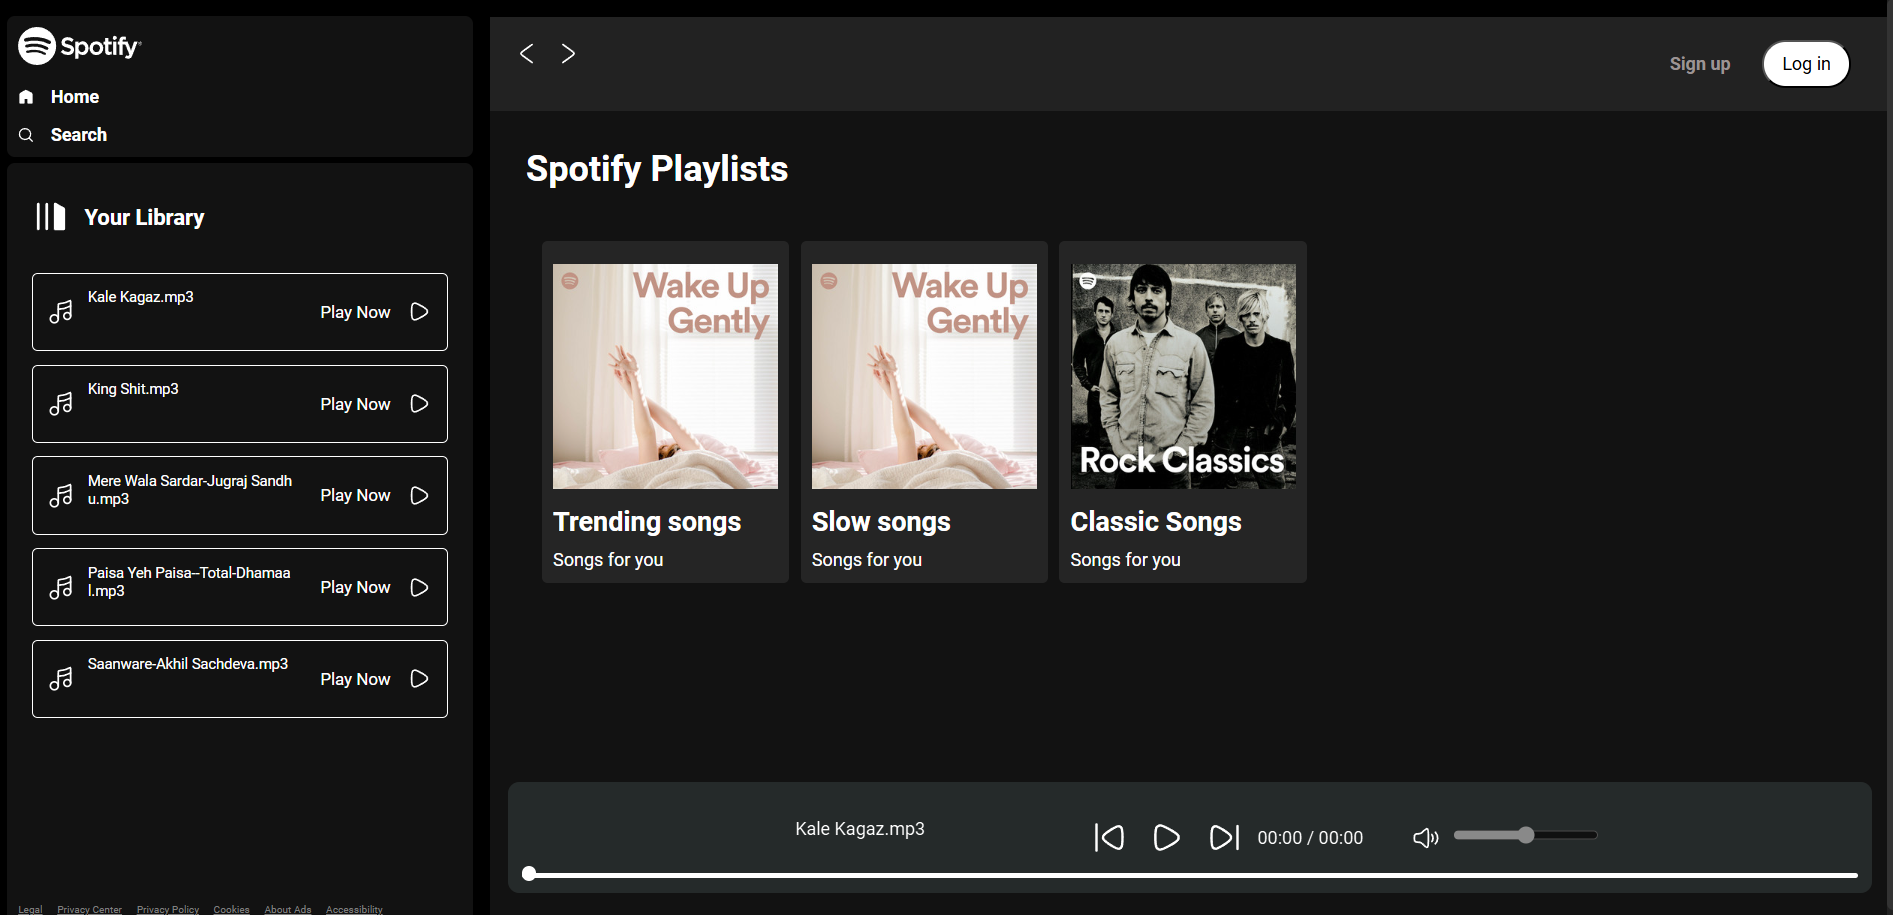 Spotify
Home
Search
Your Library
Kale Kagaz.mp3
Play Now
King Shit.mp3
Play Now
Mere Wala Sardar-Jugraj Sandh
u.mp3
Play Now
Paisa Yeh Paisa--Total-Dhamaa
l.mp3
Play Now
Saanware-Akhil Sachdeva.mp3
Play Now
Legal Privacy Center Privacy Policy Cookies About Ads Accessibility
Sign up
Log in
Spotify Playlists
Wake Up
Gently
Trending songs
Songs for you
Wake Up
Gently
Slow songs
Songs for you
Rock Classics
Classic Songs
Songs for you
Kale Kagaz.mp3
00:00 / 00:00